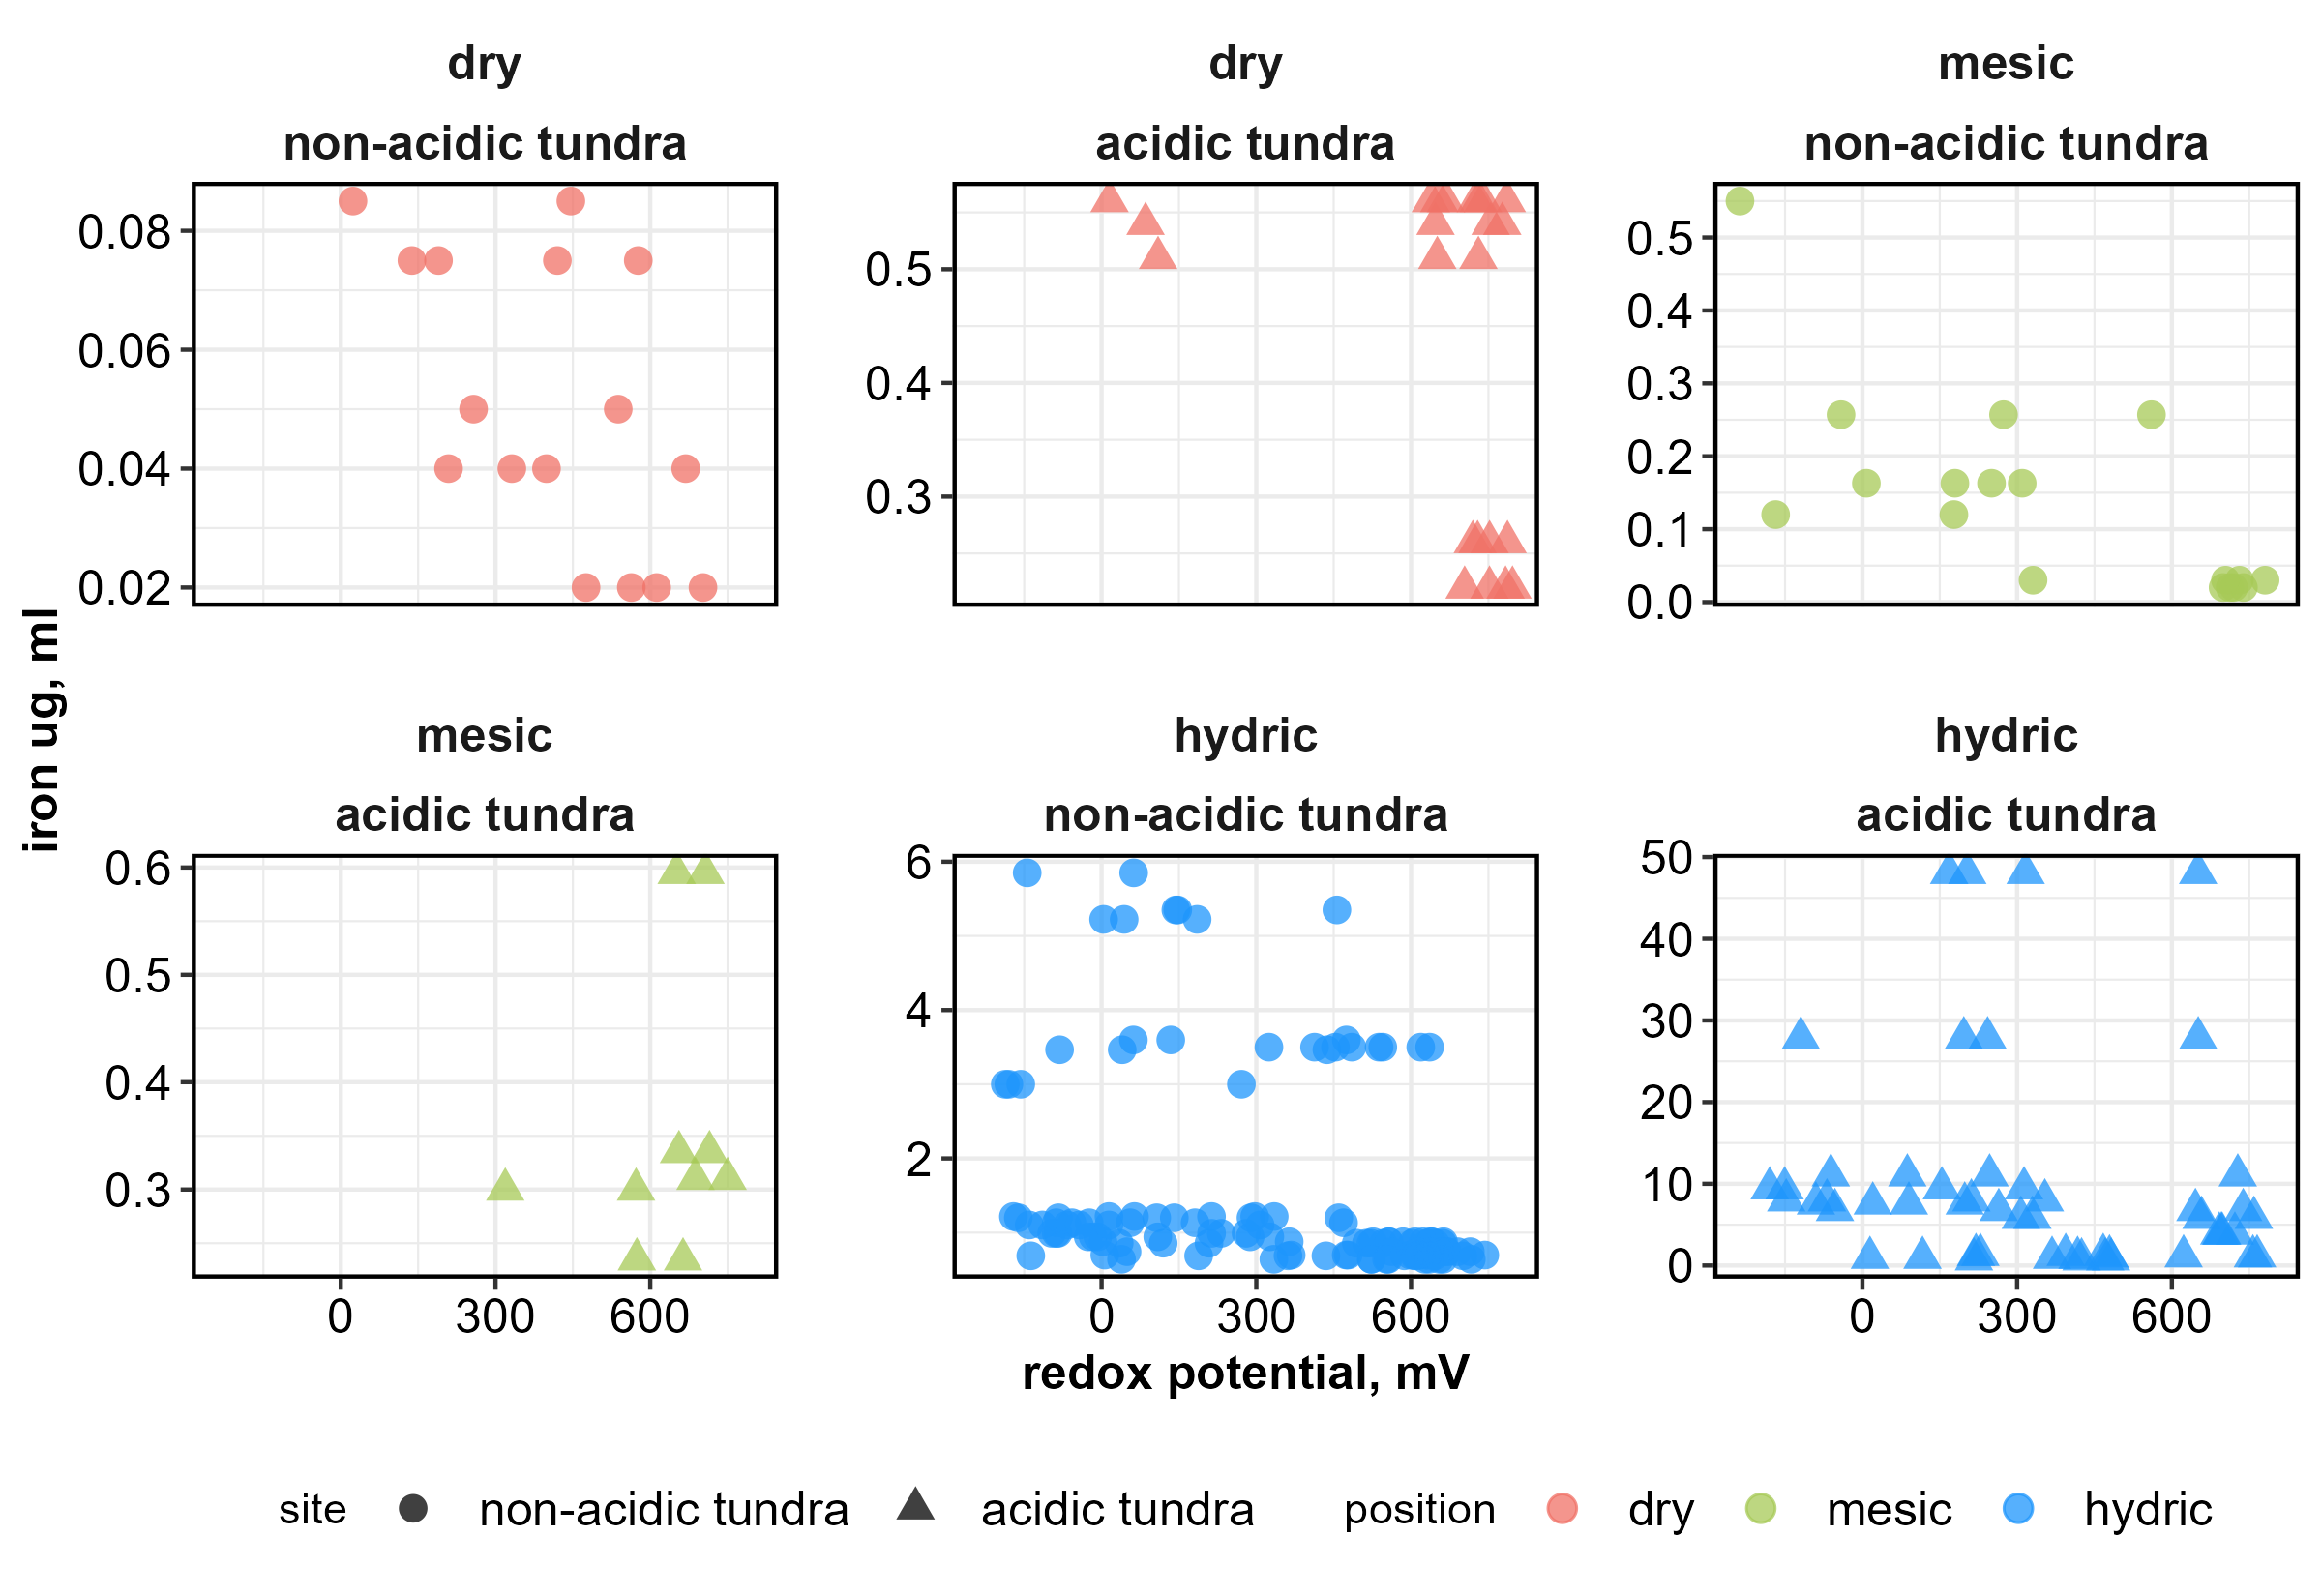 dry
non-acidic tundra
0.08
0.06
0.04
0.02
dry
acidic tundra
0.5
0.4
0.3
mesic
non-acidic tundra
0.5
0.4
0.3
0.2
0.1
0.0
iron ug, ml
mesic
acidic tundra
0.6
0.5
0.4
0.3
0 300 600
hydric
non-acidic tundra
6
4
2
0 300 600
hydric
acidic tundra
50
40
30
20
10
0
0 300 600
redox potential, mV
site non-acidic tundra acidic tundra position dry mesic hydric